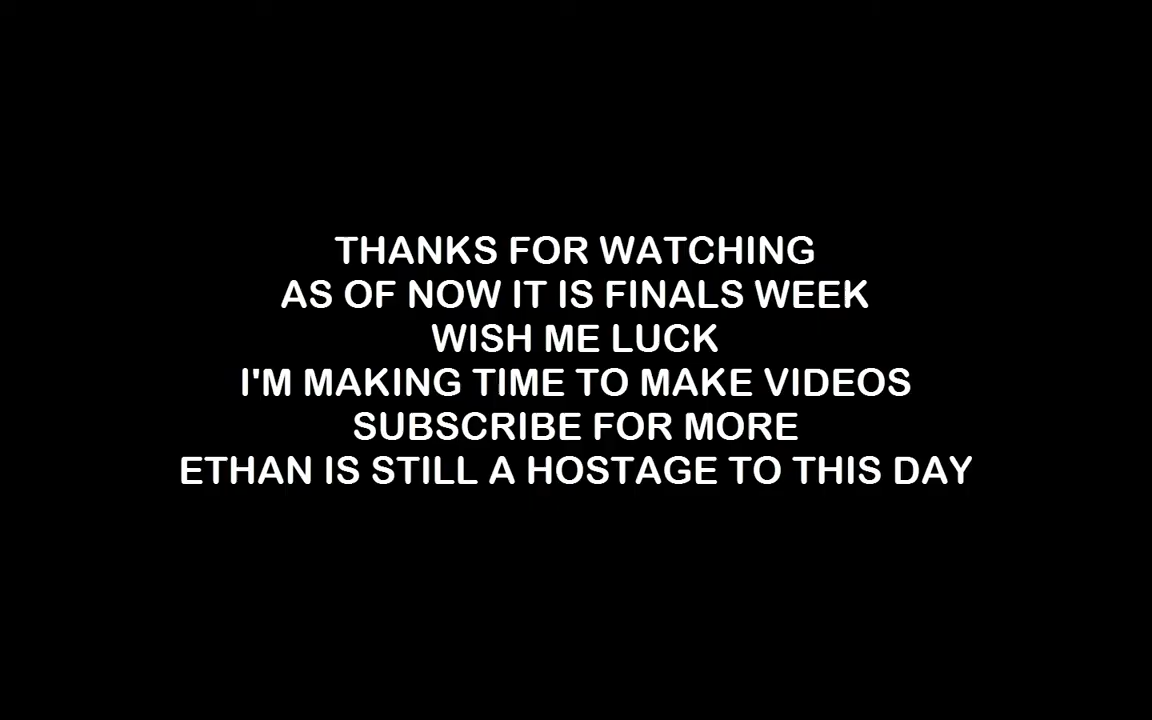 THANKS FOR WATCHING
AS OF NOW IT IS FINALS WEEK
WISH ME LUCK
I'M MAKING TIME TO MAKE VIDEOS
SUBSCRIBE FOR MORE
ETHAN IS STILL A HOSTAGE TO THIS DAY